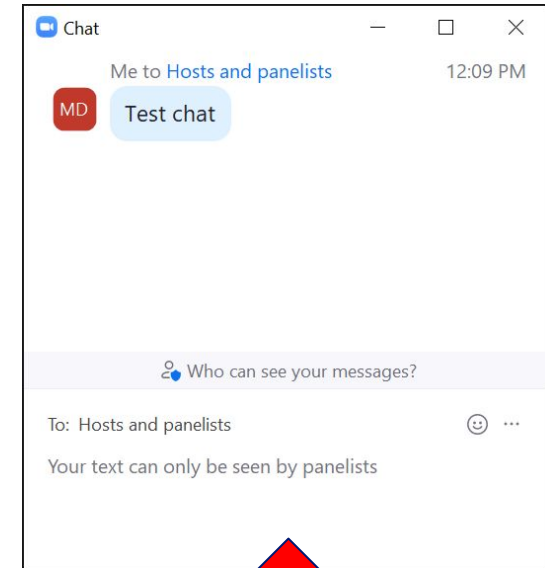 Chat
Me to Hosts and panelists 12:09 PM
MD
Test chat
Who can see your messages?
To: Hosts and panelists
Your text can only be seen by panelists